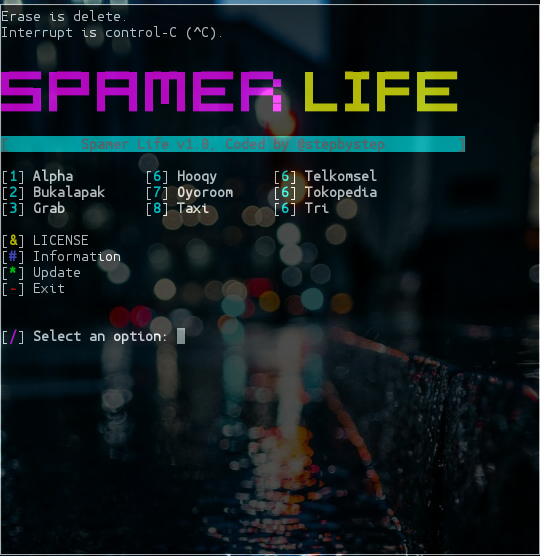 Erase is delete.
Interrupt is control-C (^C).
SPAMER LIFE
[ Spamer Life v1.0, Coded by @stepbystep ]
[1] Alpha [6] Hooqy [6] Telkomsel
[2] Bukalapak [7] Oyoroom [6] Tokopedia
[3] Grab [8] Taxi [6] Tri
[&] LICENSE
[#] Information
[*] Update
[-] Exit
[/] Select an option: